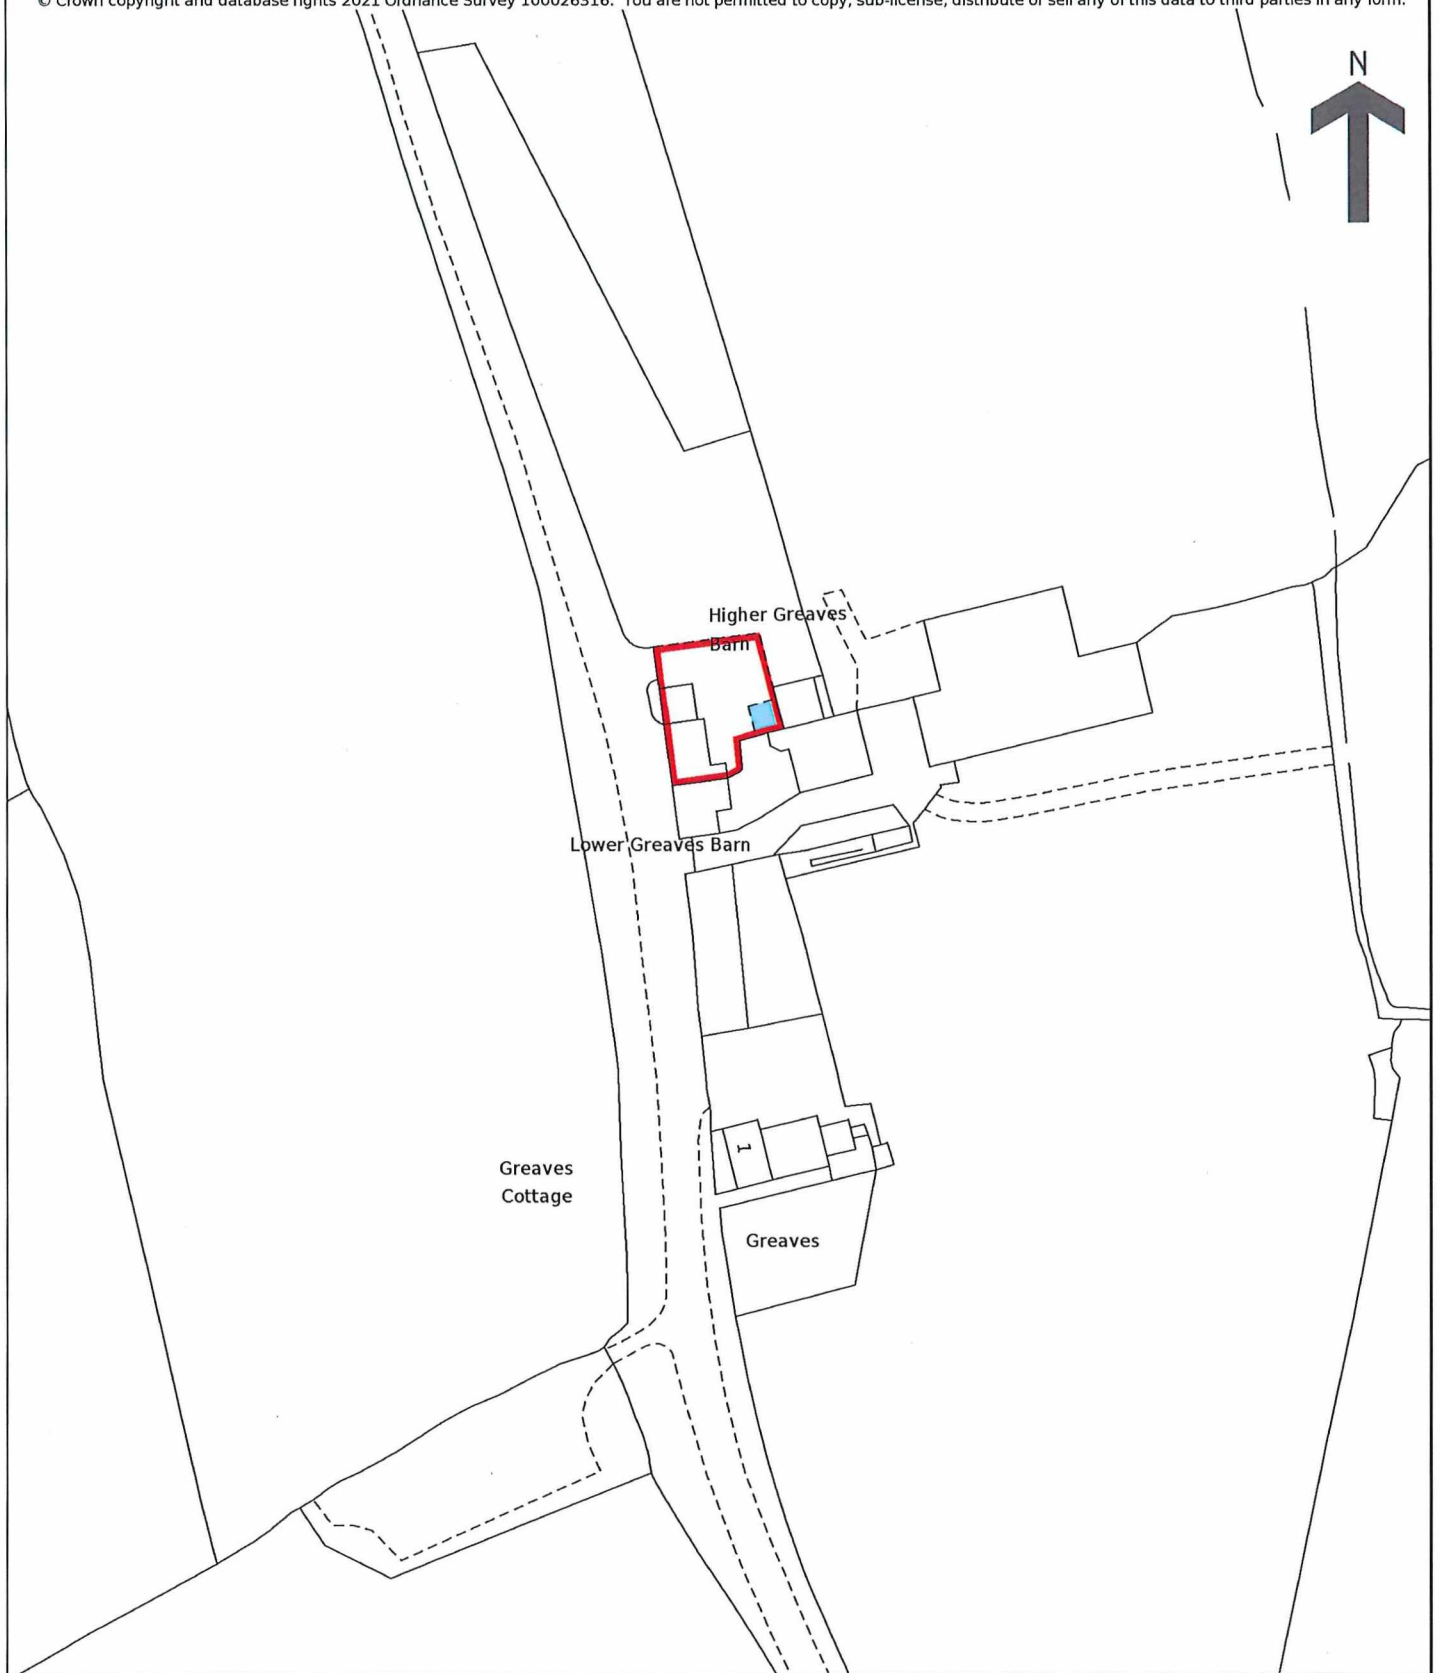 © Crown copyright and database rights 2021 Ordnance Survey 100026316. You are not permitted to copy, sub-license, distribute or sell any of this data to third parties in any form.
N
Higher Greaves
Barn
Lower Greaves Barn
1
Greaves
Cottage
Greaves